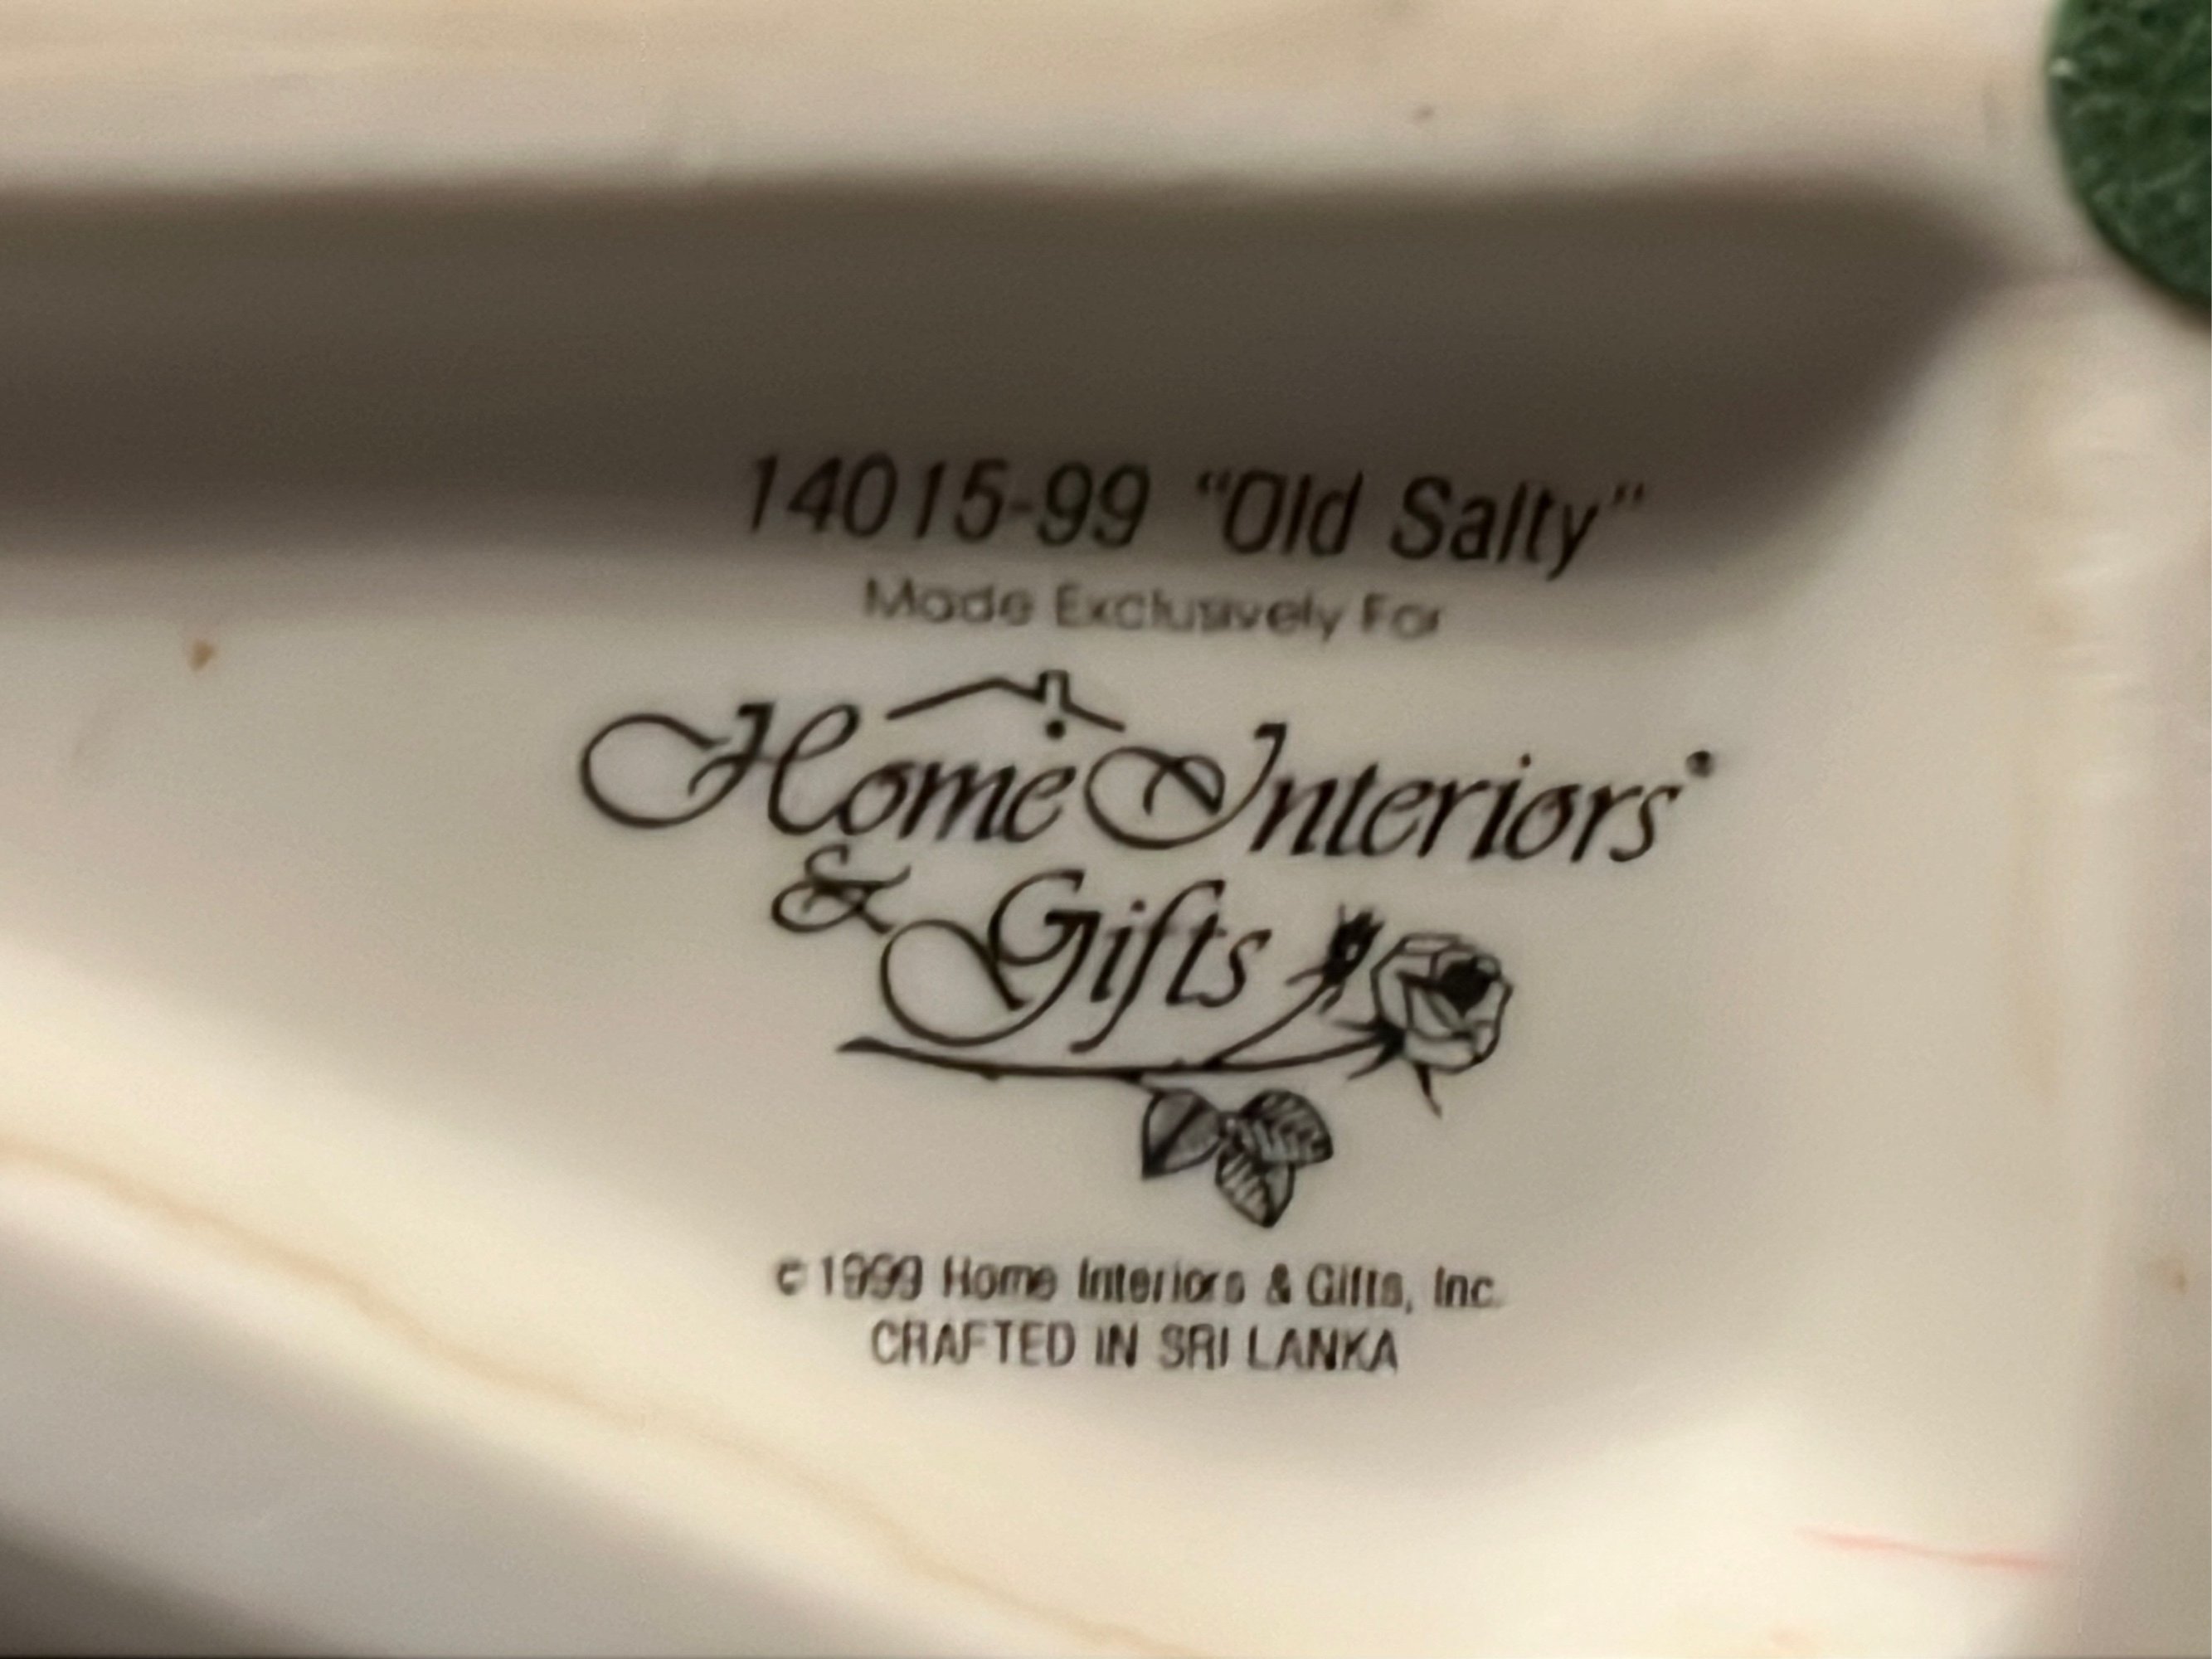 14015-99 “Old Salty”
Made Exclusively For
Home Interiors®
& Gifts
© 1999 Home Interiors & Gifts, Inc.
CRAFTED IN SRI LANKA